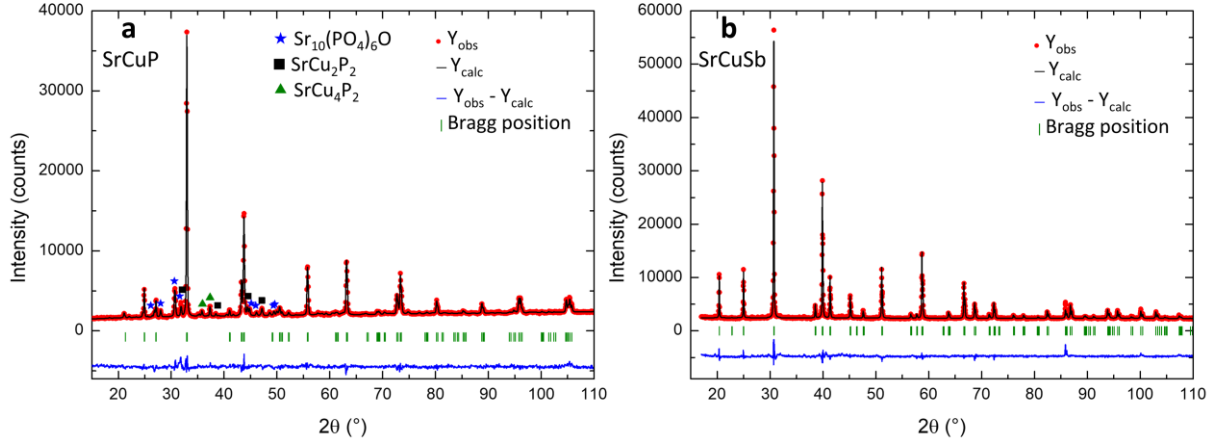 a
SrCuP
Sr10(PO4)6O
SrCu2P2
SrCu4P2
Yobs
Ycalc
Yobs - Ycalc
Bragg position
Intensity (counts)
40000
30000
20000
10000
0
20 30 40 50 60 70 80 90 100 110
2θ (°)
b
SrCuSb
Yobs
Ycalc
Yobs - Ycalc
Bragg position
Intensity (counts)
60000
50000
40000
30000
20000
10000
0
20 30 40 50 60 70 80 90 100 110
2θ (°)